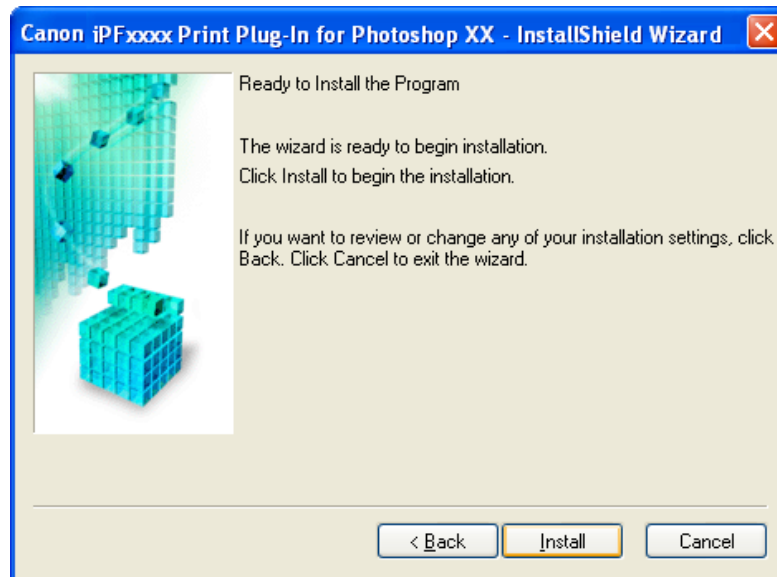 Canon iPFxxxx Print Plug-In for Photoshop XX - InstallShield Wizard
Ready to Install the Program
The wizard is ready to begin installation.
Click Install to begin the installation.
If you want to review or change any of your installation settings, click
Back. Click Cancel to exit the wizard.
< Back
Install
Cancel